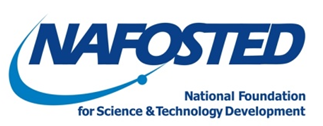 NAFOSTED
National Foundation
for Science & Technology Development